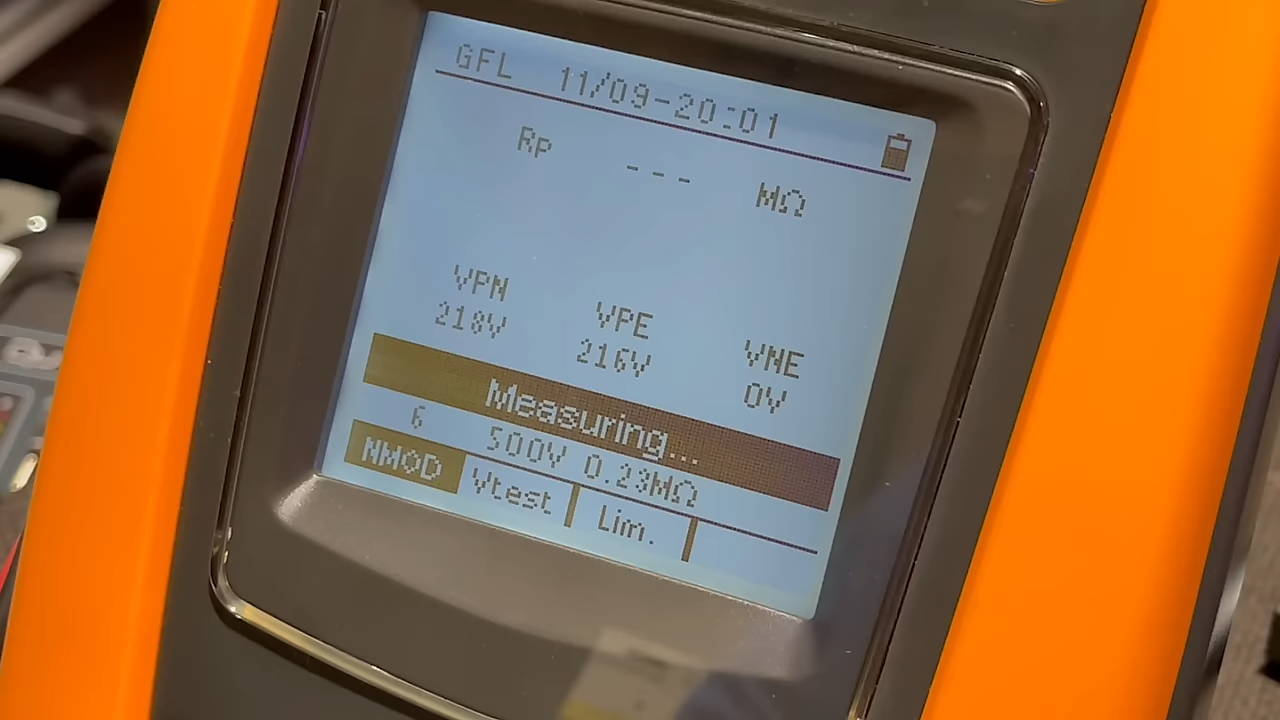 GFL 11/09-20:01
Rp --- MΩ
VPN VPE VNE
218V 216V 0V
Measuring...
6 500V 0.23MΩ
NMOD Vtest Lim.